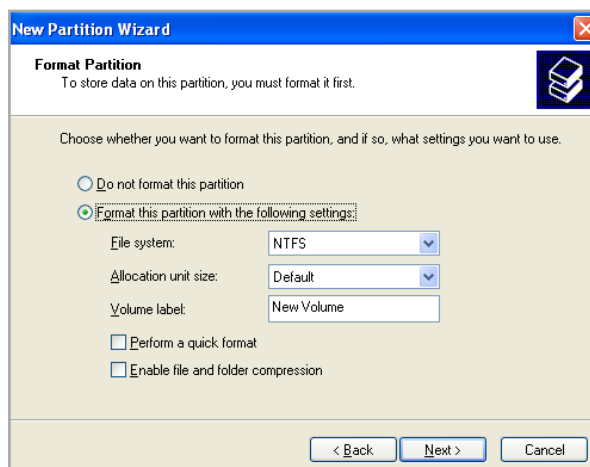 New Partition Wizard
Format Partition
To store data on this partition, you must format it first.
Choose whether you want to format this partition, and if so, what settings you want to use.
Do not format this partition
Format this partition with the following settings:
File system: NTFS
Allocation unit size: Default
Volume label: New Volume
Perform a quick format
Enable file and folder compression
< Back Next > Cancel